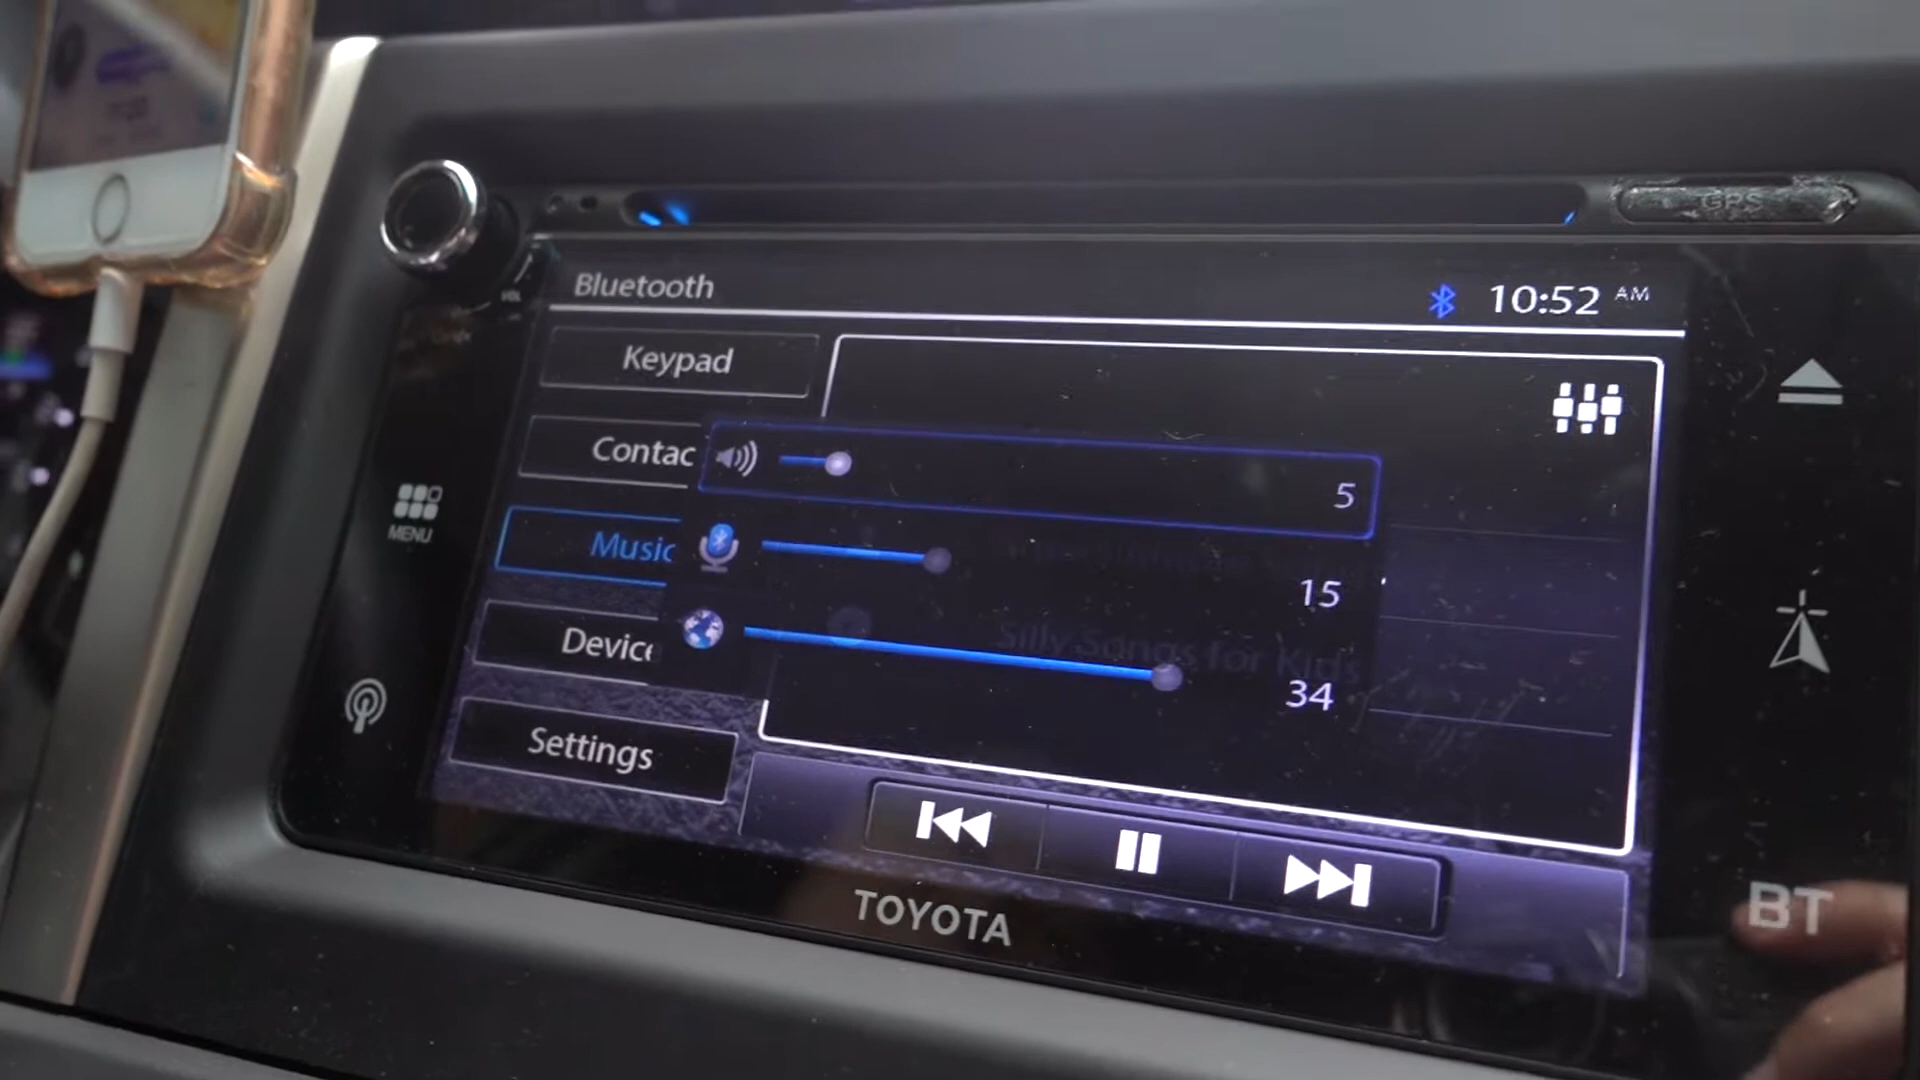 GPS
VOL
Bluetooth
10:52 AM
Keypad
Contac
5
Music
15
MENU
Device
Silly Songs for Kids
34
Settings
TOYOTA
BT